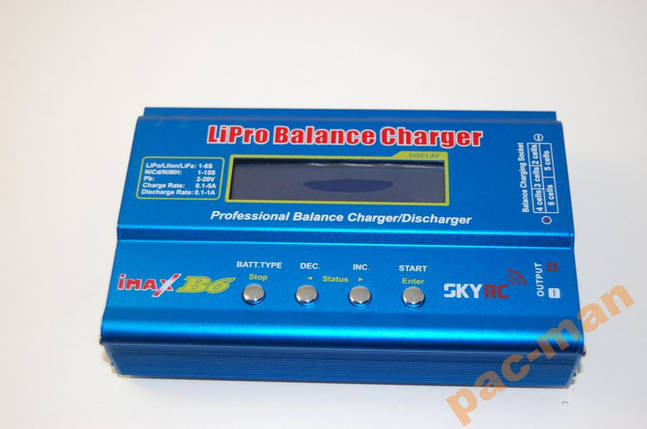 LiPro Balance Charger
DISPLAY
LiPo/LiIon/LiFe: 1-6S
NiCd/NiMH: 1-15S
Pb: 2-20V
Charge Rate: 0.1-5A
Discharge Rate: 0.1-1A
Professional Balance Charger/Discharger
Balance Charging Socket
2 cells
3 cells
4 cells
5 cells
6 cells
BATT.TYPE DEC. INC. START
Stop ◄ Status ► Enter
iMAX B6
SKYRC
OUTPUT
pac-man